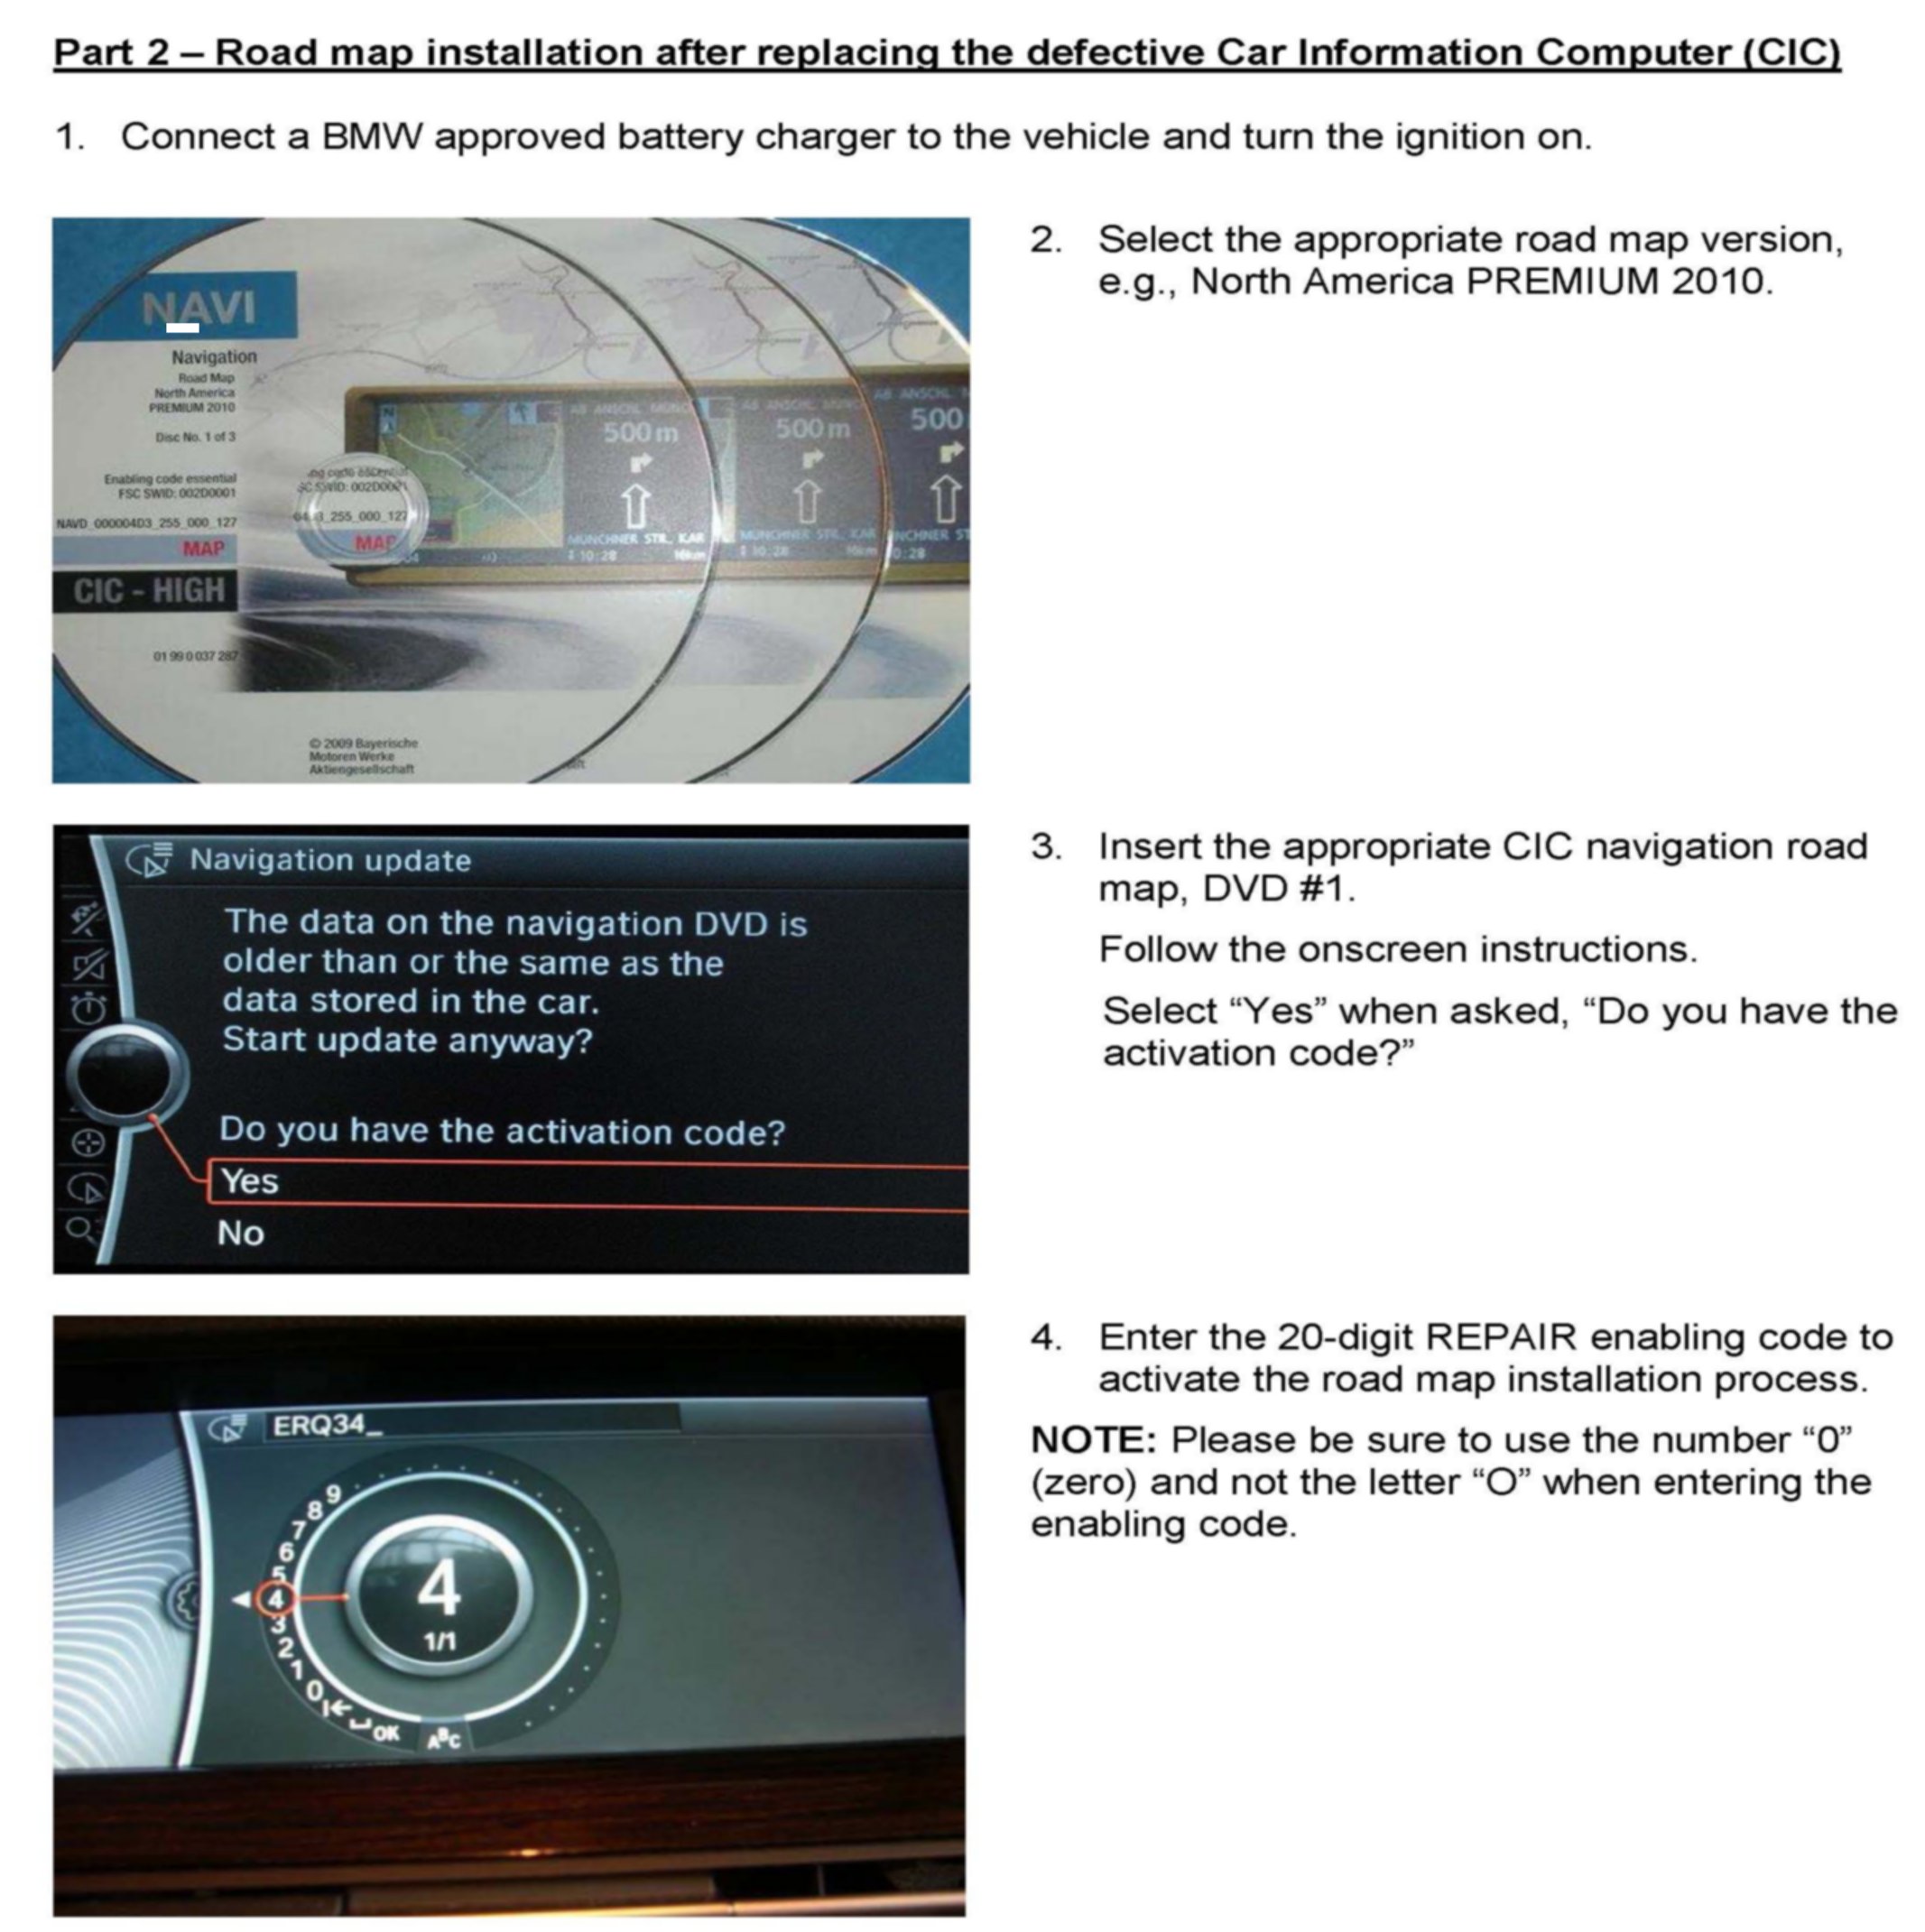 Part 2 – Road map installation after replacing the defective Car Information Computer (CIC)
1. Connect a BMW approved battery charger to the vehicle and turn the ignition on.
NAVI
Navigation
Road Map
North America
PREMIUM 2010
Disc No. 1 of 3
Enabling code essential
FSC SWID: 002D0001
NAVD_000004D3_255_000_127
MAP
CIC - HIGH
01 99 0 037 287
© 2009 Bayerische
Motoren Werke
Aktiengesellschaft
255_000_127
MAP
500 m
500 m
500
MÜNCHNER STR. KAR
10:28
2. Select the appropriate road map version,
e.g., North America PREMIUM 2010.
Navigation update
The data on the navigation DVD is
older than or the same as the
data stored in the car.
Start update anyway?
Do you have the activation code?
Yes
No
3. Insert the appropriate CIC navigation road
map, DVD #1.
Follow the onscreen instructions.
Select “Yes” when asked, “Do you have the
activation code?”
ERQ34_
9
8
7
6
5
4
3
2
1
0
OK
ABC
4
1/1
4. Enter the 20-digit REPAIR enabling code to
activate the road map installation process.
NOTE: Please be sure to use the number “0”
(zero) and not the letter “O” when entering the
enabling code.